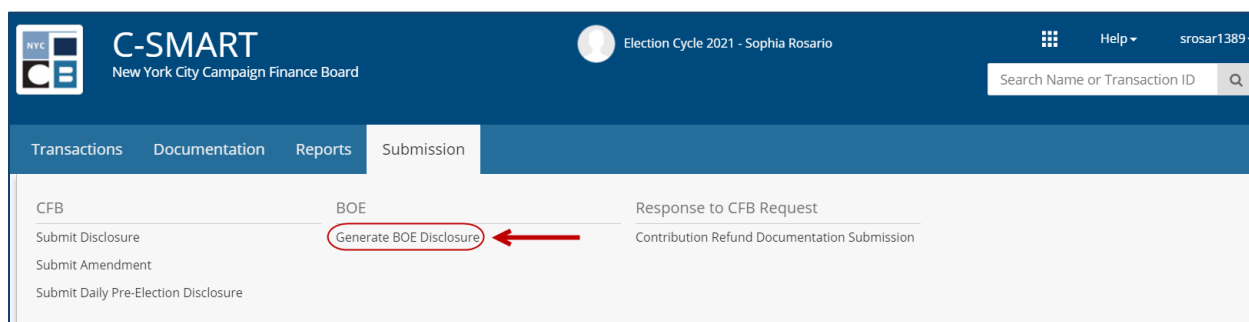 NYC
C-SMART
New York City Campaign Finance Board
Election Cycle 2021 - Sophia Rosario
Help
srosar1389
Search Name or Transaction ID
Transactions Documentation Reports Submission
CFB BOE Response to CFB Request
Submit Disclosure Generate BOE Disclosure Contribution Refund Documentation Submission
Submit Amendment
Submit Daily Pre-Election Disclosure